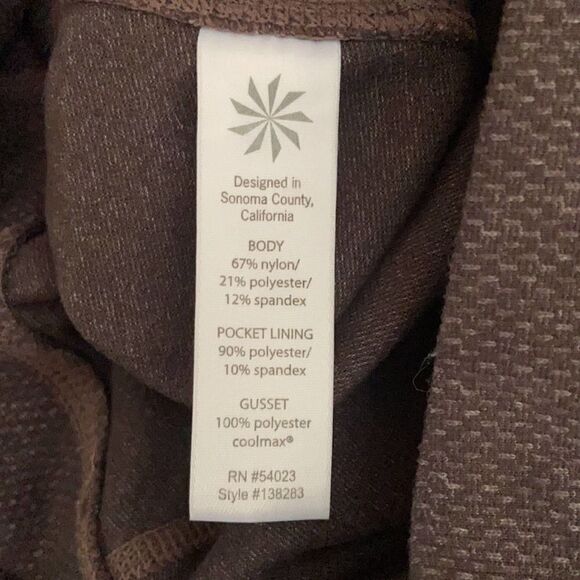 Designed in
Sonoma County,
California
BODY
67% nylon/
21% polyester/
12% spandex
POCKET LINING
90% polyester/
10% spandex
GUSSET
100% polyester
coolmax®
RN #54023
Style #138283